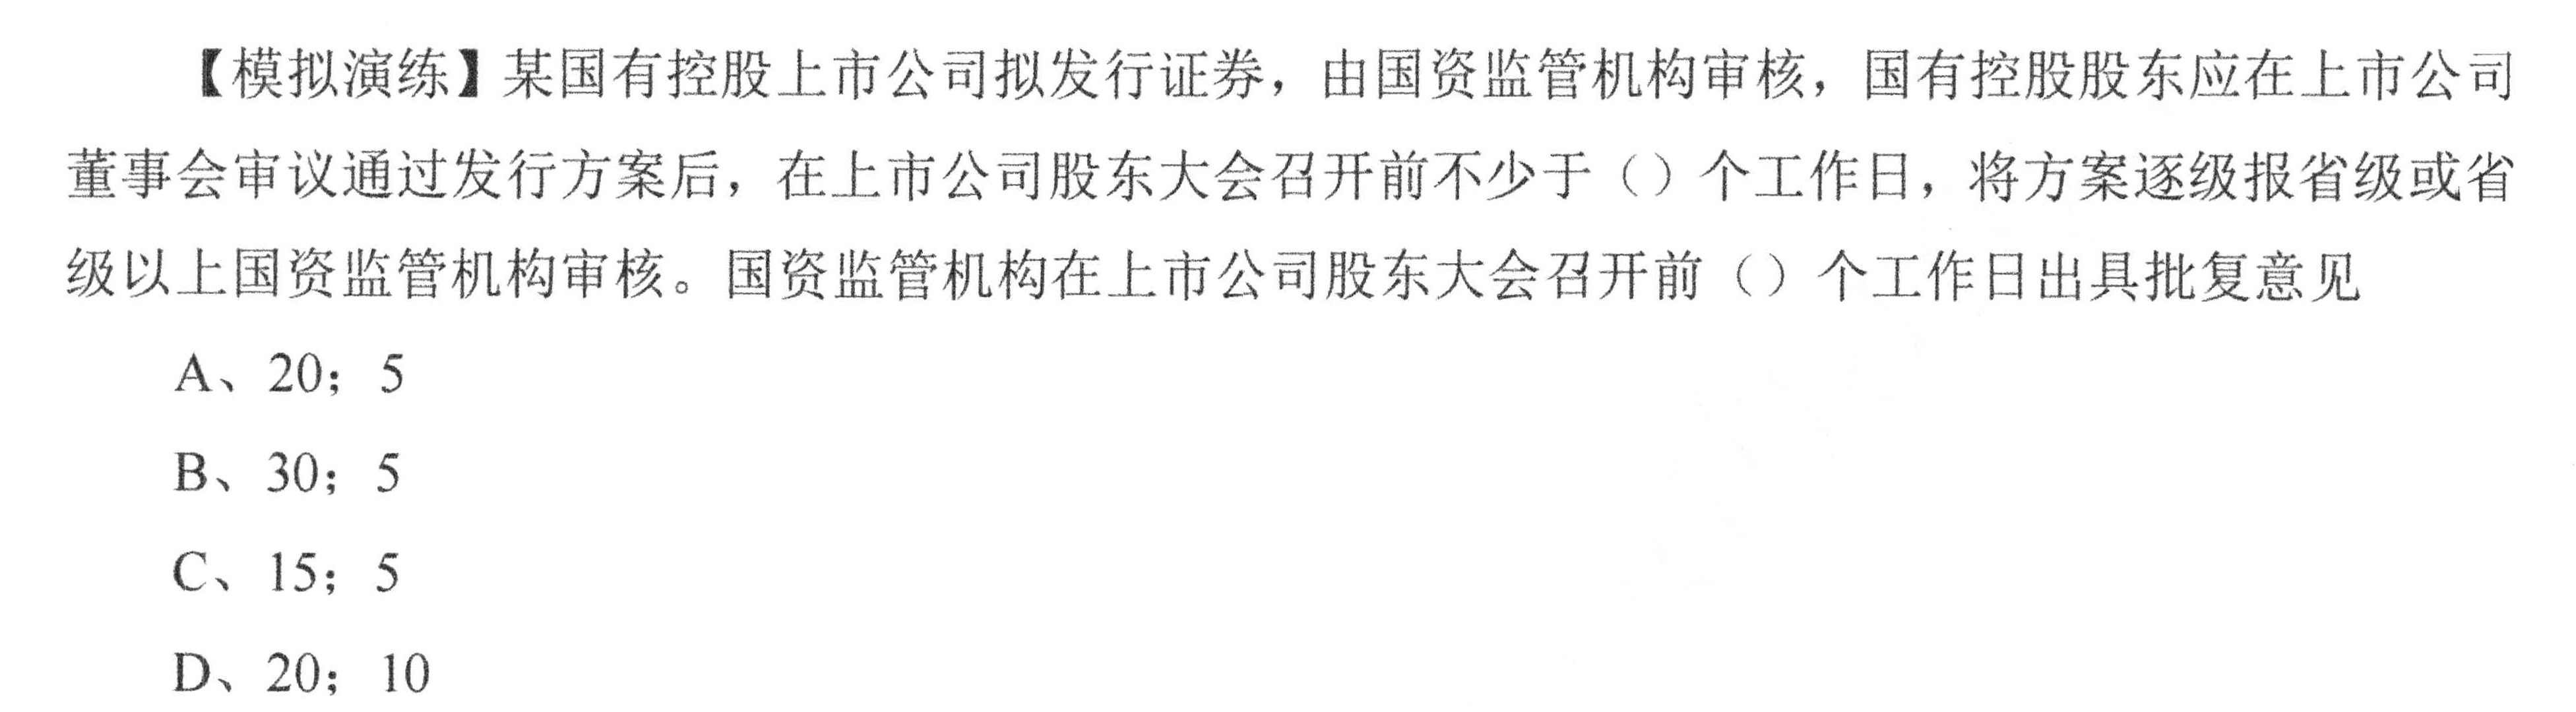 【模拟演练】某国有控股上市公司拟发行证券，由国资监管机构审核，国有控股股东应在上市公司
董事会审议通过发行方案后，在上市公司股东大会召开前不少于（）个工作日，将方案逐级报省级或省
级以上国资监管机构审核。国资监管机构在上市公司股东大会召开前（）个工作日出具批复意见
A、20；5
B、30；5
C、15；5
D、20；10